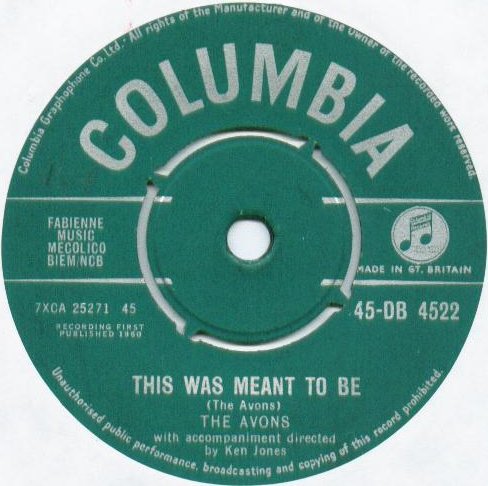 Columbia Graphophone Co. Ltd. All rights of the Manufacturer and of the Owner of the recorded work reserved.
COLUMBIA
FABIENNE
MUSIC
MECOLICO
BIEM/NCB
MADE IN GT. BRITAIN
7XCA 25271 45
45-DB 4522
RECORDING FIRST
PUBLISHED 1960
THIS WAS MEANT TO BE
(The Avons)
THE AVONS
with accompaniment directed
by Ken Jones
Unauthorised public performance, broadcasting and copying of this record prohibited.